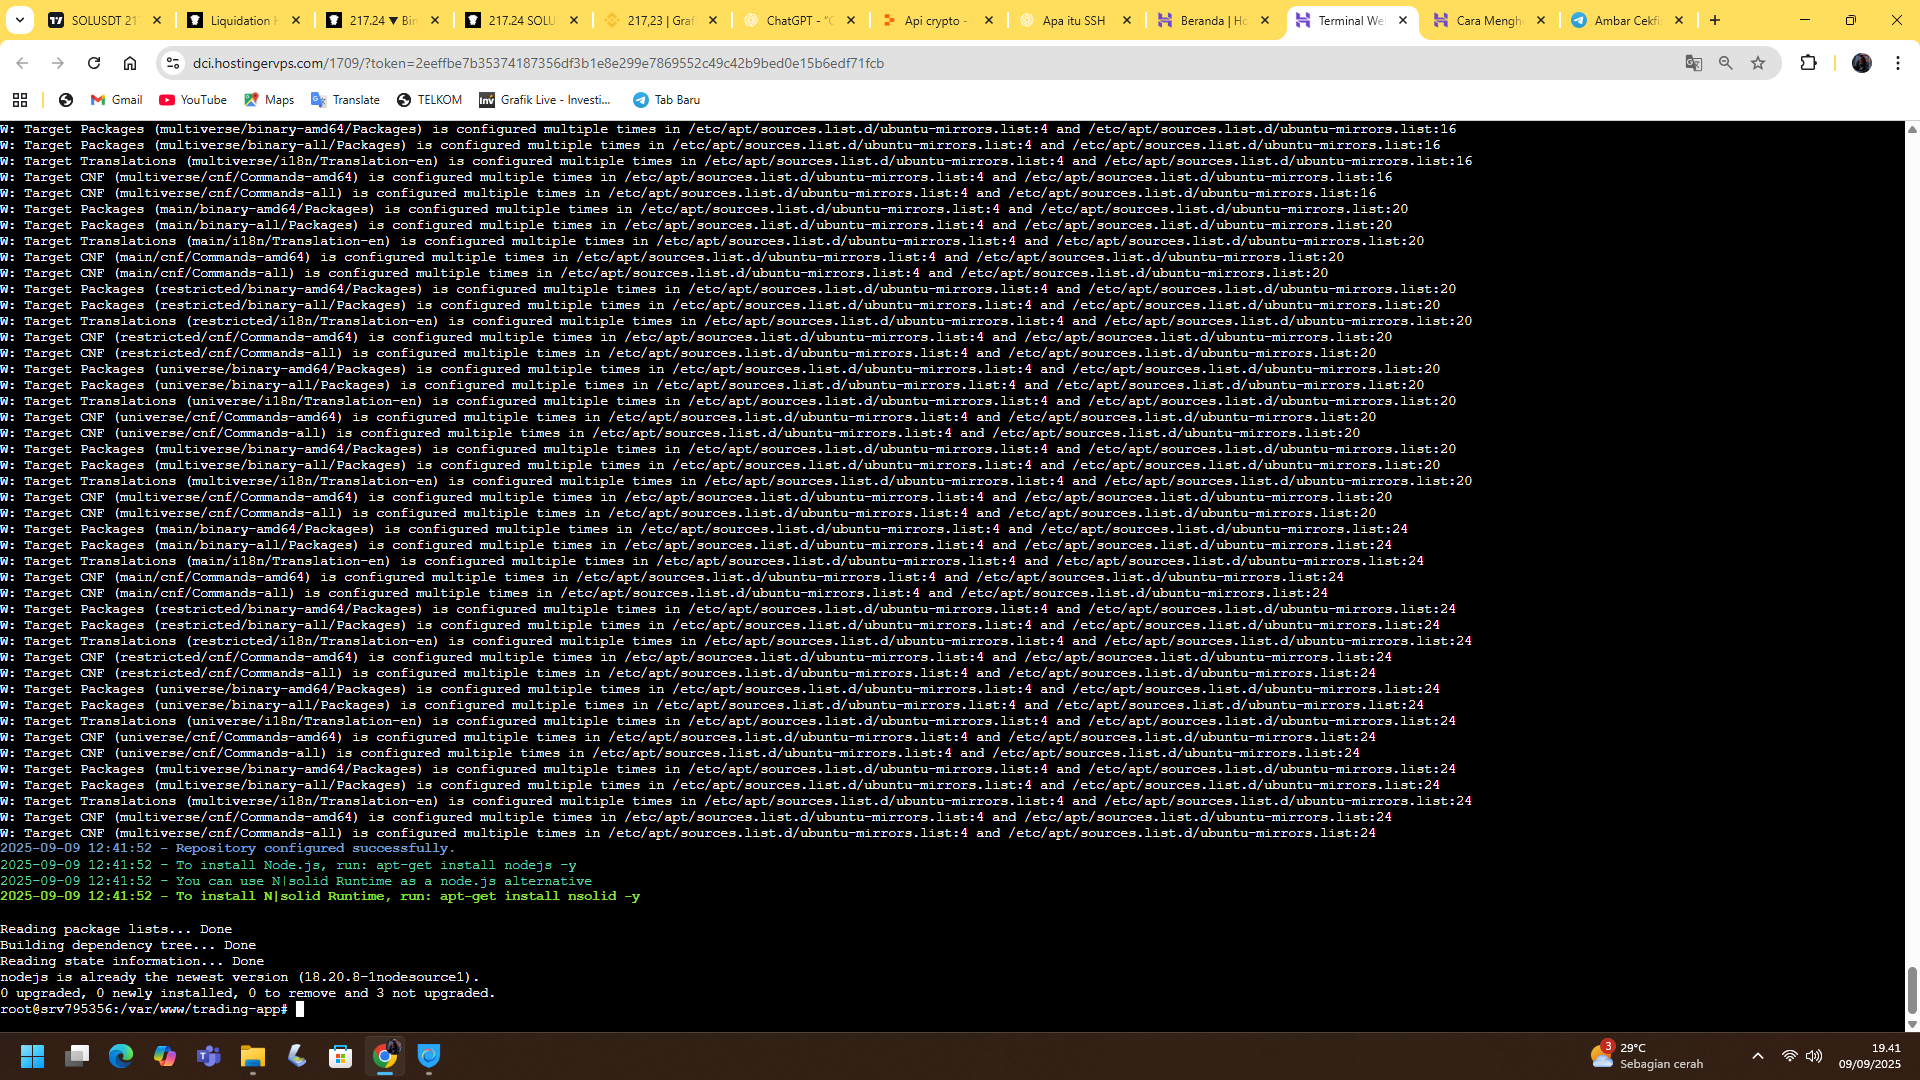 SOLUSDT 217
Liquidation H
217.24 ▼ Bin
217.24 SOLU
217,23 | Graf
ChatGPT - "C
Api crypto -
Apa itu SSH
Beranda | Ho
Terminal We
Cara Mengh
Ambar Cekfi
dci.hostingervps.com/1709/?token=2eeffbe7b35374187356df3b1e8e299e7869552c49c42b9bed0e15b6edf71fcb
Gmail
YouTube
Maps
Translate
TELKOM
Grafik Live - Investi...
Tab Baru
W: Target Packages (multiverse/binary-amd64/Packages) is configured multiple times in /etc/apt/sources.list.d/ubuntu-mirrors.list:4 and /etc/apt/sources.list.d/ubuntu-mirrors.list:16
W: Target Packages (multiverse/binary-all/Packages) is configured multiple times in /etc/apt/sources.list.d/ubuntu-mirrors.list:4 and /etc/apt/sources.list.d/ubuntu-mirrors.list:16
W: Target Translations (multiverse/i18n/Translation-en) is configured multiple times in /etc/apt/sources.list.d/ubuntu-mirrors.list:4 and /etc/apt/sources.list.d/ubuntu-mirrors.list:16
W: Target CNF (multiverse/cnf/Commands-amd64) is configured multiple times in /etc/apt/sources.list.d/ubuntu-mirrors.list:4 and /etc/apt/sources.list.d/ubuntu-mirrors.list:16
W: Target CNF (multiverse/cnf/Commands-all) is configured multiple times in /etc/apt/sources.list.d/ubuntu-mirrors.list:4 and /etc/apt/sources.list.d/ubuntu-mirrors.list:16
W: Target Packages (main/binary-amd64/Packages) is configured multiple times in /etc/apt/sources.list.d/ubuntu-mirrors.list:4 and /etc/apt/sources.list.d/ubuntu-mirrors.list:20
W: Target Packages (main/binary-all/Packages) is configured multiple times in /etc/apt/sources.list.d/ubuntu-mirrors.list:4 and /etc/apt/sources.list.d/ubuntu-mirrors.list:20
W: Target Translations (main/i18n/Translation-en) is configured multiple times in /etc/apt/sources.list.d/ubuntu-mirrors.list:4 and /etc/apt/sources.list.d/ubuntu-mirrors.list:20
W: Target CNF (main/cnf/Commands-amd64) is configured multiple times in /etc/apt/sources.list.d/ubuntu-mirrors.list:4 and /etc/apt/sources.list.d/ubuntu-mirrors.list:20
W: Target CNF (main/cnf/Commands-all) is configured multiple times in /etc/apt/sources.list.d/ubuntu-mirrors.list:4 and /etc/apt/sources.list.d/ubuntu-mirrors.list:20
W: Target Packages (restricted/binary-amd64/Packages) is configured multiple times in /etc/apt/sources.list.d/ubuntu-mirrors.list:4 and /etc/apt/sources.list.d/ubuntu-mirrors.list:20
W: Target Packages (restricted/binary-all/Packages) is configured multiple times in /etc/apt/sources.list.d/ubuntu-mirrors.list:4 and /etc/apt/sources.list.d/ubuntu-mirrors.list:20
W: Target Translations (restricted/i18n/Translation-en) is configured multiple times in /etc/apt/sources.list.d/ubuntu-mirrors.list:4 and /etc/apt/sources.list.d/ubuntu-mirrors.list:20
W: Target CNF (restricted/cnf/Commands-amd64) is configured multiple times in /etc/apt/sources.list.d/ubuntu-mirrors.list:4 and /etc/apt/sources.list.d/ubuntu-mirrors.list:20
W: Target CNF (restricted/cnf/Commands-all) is configured multiple times in /etc/apt/sources.list.d/ubuntu-mirrors.list:4 and /etc/apt/sources.list.d/ubuntu-mirrors.list:20
W: Target Packages (universe/binary-amd64/Packages) is configured multiple times in /etc/apt/sources.list.d/ubuntu-mirrors.list:4 and /etc/apt/sources.list.d/ubuntu-mirrors.list:20
W: Target Packages (universe/binary-all/Packages) is configured multiple times in /etc/apt/sources.list.d/ubuntu-mirrors.list:4 and /etc/apt/sources.list.d/ubuntu-mirrors.list:20
W: Target Translations (universe/i18n/Translation-en) is configured multiple times in /etc/apt/sources.list.d/ubuntu-mirrors.list:4 and /etc/apt/sources.list.d/ubuntu-mirrors.list:20
W: Target CNF (universe/cnf/Commands-amd64) is configured multiple times in /etc/apt/sources.list.d/ubuntu-mirrors.list:4 and /etc/apt/sources.list.d/ubuntu-mirrors.list:20
W: Target CNF (universe/cnf/Commands-all) is configured multiple times in /etc/apt/sources.list.d/ubuntu-mirrors.list:4 and /etc/apt/sources.list.d/ubuntu-mirrors.list:20
W: Target Packages (multiverse/binary-amd64/Packages) is configured multiple times in /etc/apt/sources.list.d/ubuntu-mirrors.list:4 and /etc/apt/sources.list.d/ubuntu-mirrors.list:20
W: Target Packages (multiverse/binary-all/Packages) is configured multiple times in /etc/apt/sources.list.d/ubuntu-mirrors.list:4 and /etc/apt/sources.list.d/ubuntu-mirrors.list:20
W: Target Translations (multiverse/i18n/Translation-en) is configured multiple times in /etc/apt/sources.list.d/ubuntu-mirrors.list:4 and /etc/apt/sources.list.d/ubuntu-mirrors.list:20
W: Target CNF (multiverse/cnf/Commands-amd64) is configured multiple times in /etc/apt/sources.list.d/ubuntu-mirrors.list:4 and /etc/apt/sources.list.d/ubuntu-mirrors.list:20
W: Target CNF (multiverse/cnf/Commands-all) is configured multiple times in /etc/apt/sources.list.d/ubuntu-mirrors.list:4 and /etc/apt/sources.list.d/ubuntu-mirrors.list:20
W: Target Packages (main/binary-amd64/Packages) is configured multiple times in /etc/apt/sources.list.d/ubuntu-mirrors.list:4 and /etc/apt/sources.list.d/ubuntu-mirrors.list:24
W: Target Packages (main/binary-all/Packages) is configured multiple times in /etc/apt/sources.list.d/ubuntu-mirrors.list:4 and /etc/apt/sources.list.d/ubuntu-mirrors.list:24
W: Target Translations (main/i18n/Translation-en) is configured multiple times in /etc/apt/sources.list.d/ubuntu-mirrors.list:4 and /etc/apt/sources.list.d/ubuntu-mirrors.list:24
W: Target CNF (main/cnf/Commands-amd64) is configured multiple times in /etc/apt/sources.list.d/ubuntu-mirrors.list:4 and /etc/apt/sources.list.d/ubuntu-mirrors.list:24
W: Target CNF (main/cnf/Commands-all) is configured multiple times in /etc/apt/sources.list.d/ubuntu-mirrors.list:4 and /etc/apt/sources.list.d/ubuntu-mirrors.list:24
W: Target Packages (restricted/binary-amd64/Packages) is configured multiple times in /etc/apt/sources.list.d/ubuntu-mirrors.list:4 and /etc/apt/sources.list.d/ubuntu-mirrors.list:24
W: Target Packages (restricted/binary-all/Packages) is configured multiple times in /etc/apt/sources.list.d/ubuntu-mirrors.list:4 and /etc/apt/sources.list.d/ubuntu-mirrors.list:24
W: Target Translations (restricted/i18n/Translation-en) is configured multiple times in /etc/apt/sources.list.d/ubuntu-mirrors.list:4 and /etc/apt/sources.list.d/ubuntu-mirrors.list:24
W: Target CNF (restricted/cnf/Commands-amd64) is configured multiple times in /etc/apt/sources.list.d/ubuntu-mirrors.list:4 and /etc/apt/sources.list.d/ubuntu-mirrors.list:24
W: Target CNF (restricted/cnf/Commands-all) is configured multiple times in /etc/apt/sources.list.d/ubuntu-mirrors.list:4 and /etc/apt/sources.list.d/ubuntu-mirrors.list:24
W: Target Packages (universe/binary-amd64/Packages) is configured multiple times in /etc/apt/sources.list.d/ubuntu-mirrors.list:4 and /etc/apt/sources.list.d/ubuntu-mirrors.list:24
W: Target Packages (universe/binary-all/Packages) is configured multiple times in /etc/apt/sources.list.d/ubuntu-mirrors.list:4 and /etc/apt/sources.list.d/ubuntu-mirrors.list:24
W: Target Translations (universe/i18n/Translation-en) is configured multiple times in /etc/apt/sources.list.d/ubuntu-mirrors.list:4 and /etc/apt/sources.list.d/ubuntu-mirrors.list:24
W: Target CNF (universe/cnf/Commands-amd64) is configured multiple times in /etc/apt/sources.list.d/ubuntu-mirrors.list:4 and /etc/apt/sources.list.d/ubuntu-mirrors.list:24
W: Target CNF (universe/cnf/Commands-all) is configured multiple times in /etc/apt/sources.list.d/ubuntu-mirrors.list:4 and /etc/apt/sources.list.d/ubuntu-mirrors.list:24
W: Target Packages (multiverse/binary-amd64/Packages) is configured multiple times in /etc/apt/sources.list.d/ubuntu-mirrors.list:4 and /etc/apt/sources.list.d/ubuntu-mirrors.list:24
W: Target Packages (multiverse/binary-all/Packages) is configured multiple times in /etc/apt/sources.list.d/ubuntu-mirrors.list:4 and /etc/apt/sources.list.d/ubuntu-mirrors.list:24
W: Target Translations (multiverse/i18n/Translation-en) is configured multiple times in /etc/apt/sources.list.d/ubuntu-mirrors.list:4 and /etc/apt/sources.list.d/ubuntu-mirrors.list:24
W: Target CNF (multiverse/cnf/Commands-amd64) is configured multiple times in /etc/apt/sources.list.d/ubuntu-mirrors.list:4 and /etc/apt/sources.list.d/ubuntu-mirrors.list:24
W: Target CNF (multiverse/cnf/Commands-all) is configured multiple times in /etc/apt/sources.list.d/ubuntu-mirrors.list:4 and /etc/apt/sources.list.d/ubuntu-mirrors.list:24
2025-09-09 12:41:52 - Repository configured successfully.
2025-09-09 12:41:52 - To install Node.js, run: apt-get install nodejs -y
2025-09-09 12:41:52 - You can use N|solid Runtime as a node.js alternative
2025-09-09 12:41:52 - To install N|solid Runtime, run: apt-get install nsolid -y
Reading package lists... Done
Building dependency tree... Done
Reading state information... Done
nodejs is already the newest version (18.20.8-1nodesource1).
0 upgraded, 0 newly installed, 0 to remove and 3 not upgraded.
root@srv795356:/var/www/trading-app#
3
29°C
Sebagian cerah
19.41
09/09/2025